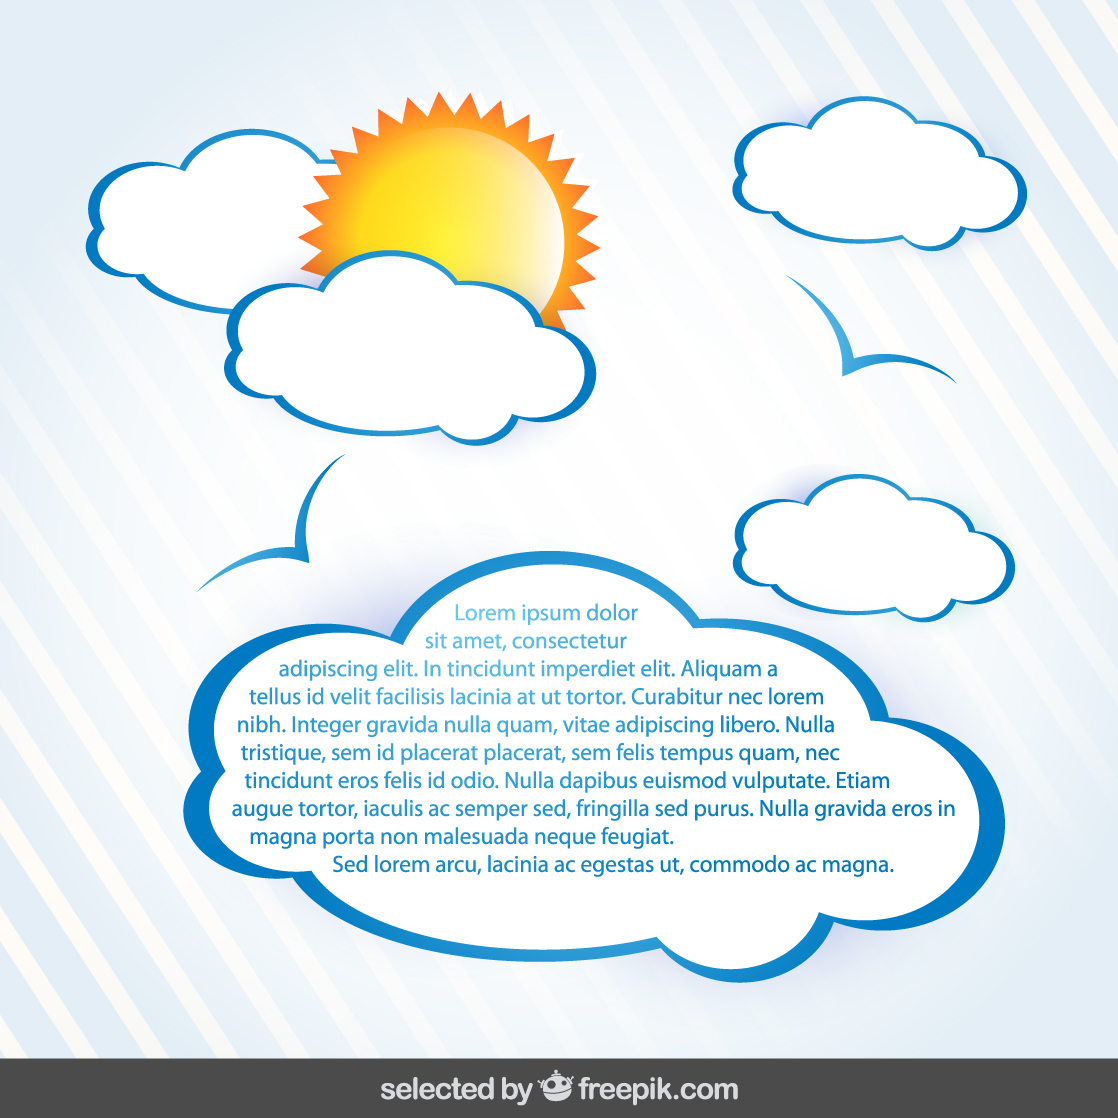 Lorem ipsum dolor
sit amet, consectetur
adipiscing elit. In tincidunt imperdiet elit. Aliquam a
tellus id velit facilisis lacinia at ut tortor. Curabitur nec lorem
nibh. Integer gravida nulla quam, vitae adipiscing libero. Nulla
tristique, sem id placerat placerat, sem felis tempus quam, nec
tincidunt eros felis id odio. Nulla dapibus euismod vulputate. Etiam
augue tortor, iaculis ac semper sed, fringilla sed purus. Nulla gravida eros in
magna porta non malesuada neque feugiat.
Sed lorem arcu, lacinia ac egestas ut, commodo ac magna.
selected by freepik.com